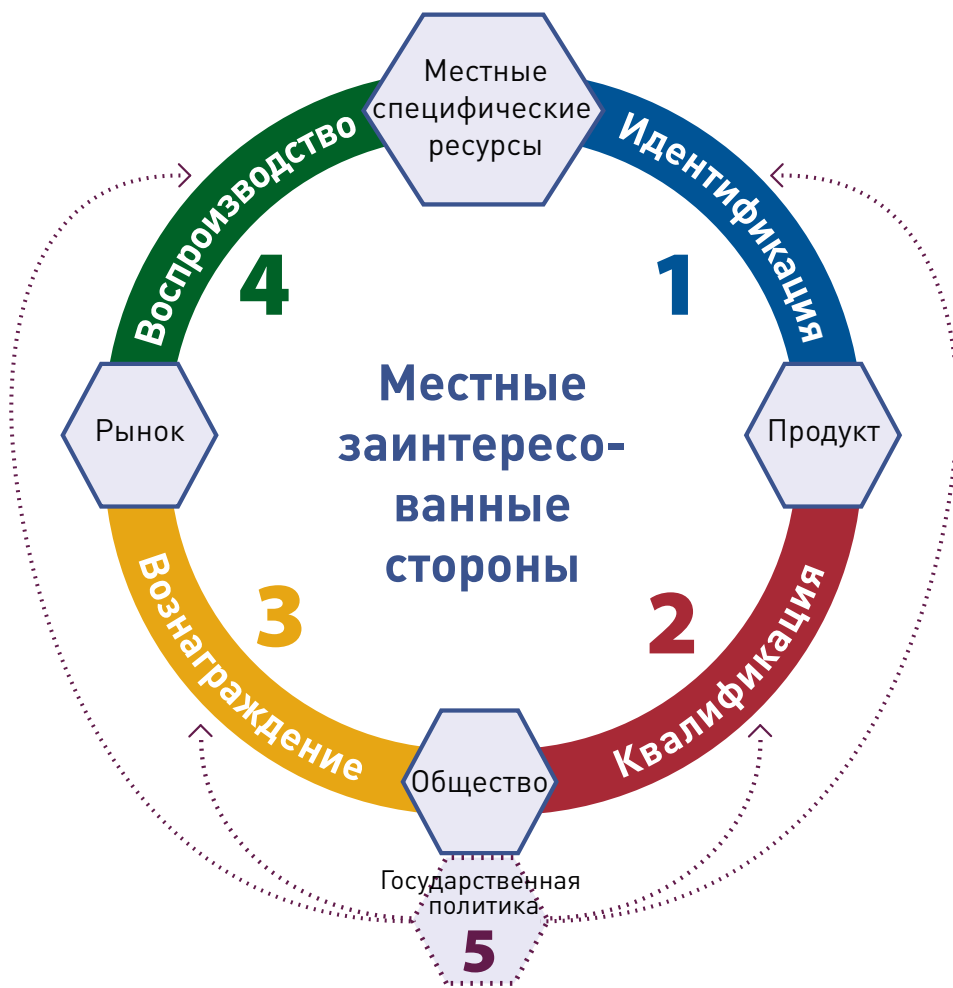 Местные
специфические
ресурсы
Идентификация
1
Продукт
Квалификация
2
Общество
Вознаграждение
3
Рынок
Воспроизводство
4
Местные
заинтересо-
ванные
стороны
Государственная
политика
5